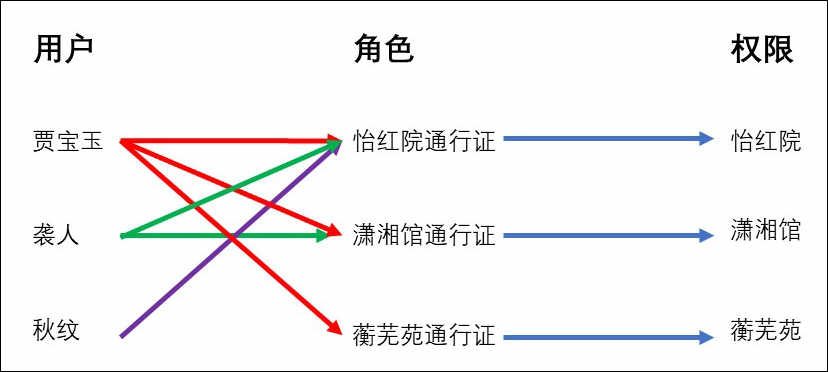 用户 角色 权限
贾宝玉 怡红院通行证 怡红院
袭人 潇湘馆通行证 潇湘馆
秋纹 蘅芜苑通行证 蘅芜苑